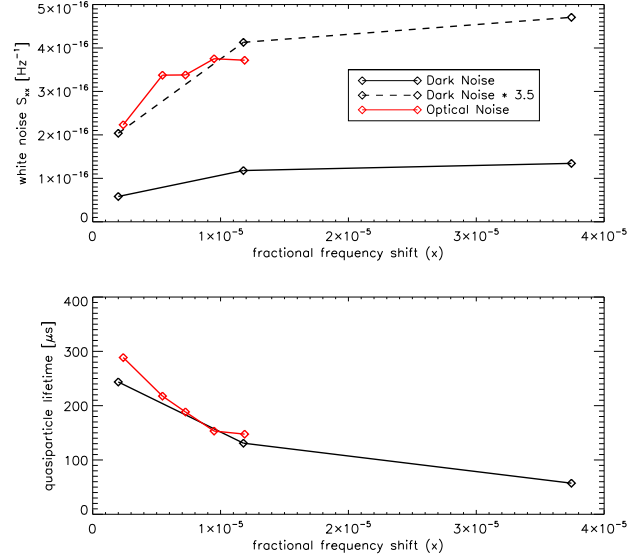 5×10⁻¹⁶
4×10⁻¹⁶
3×10⁻¹⁶
2×10⁻¹⁶
1×10⁻¹⁶
0
white noise Sₓₓ [Hz⁻¹]
Dark Noise
Dark Noise * 3.5
Optical Noise
0 1×10⁻⁵ 2×10⁻⁵ 3×10⁻⁵ 4×10⁻⁵
fractional frequency shift (x)
400
300
200
100
0
quasiparticle lifetime [μs]
0 1×10⁻⁵ 2×10⁻⁵ 3×10⁻⁵ 4×10⁻⁵
fractional frequency shift (x)